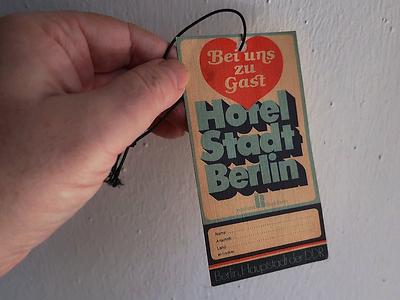 Bei uns
zu
Gast
Hotel
Stadt
Berlin
Name:
Anschrift:
Land:
Berlin, Hauptstadt der DDR